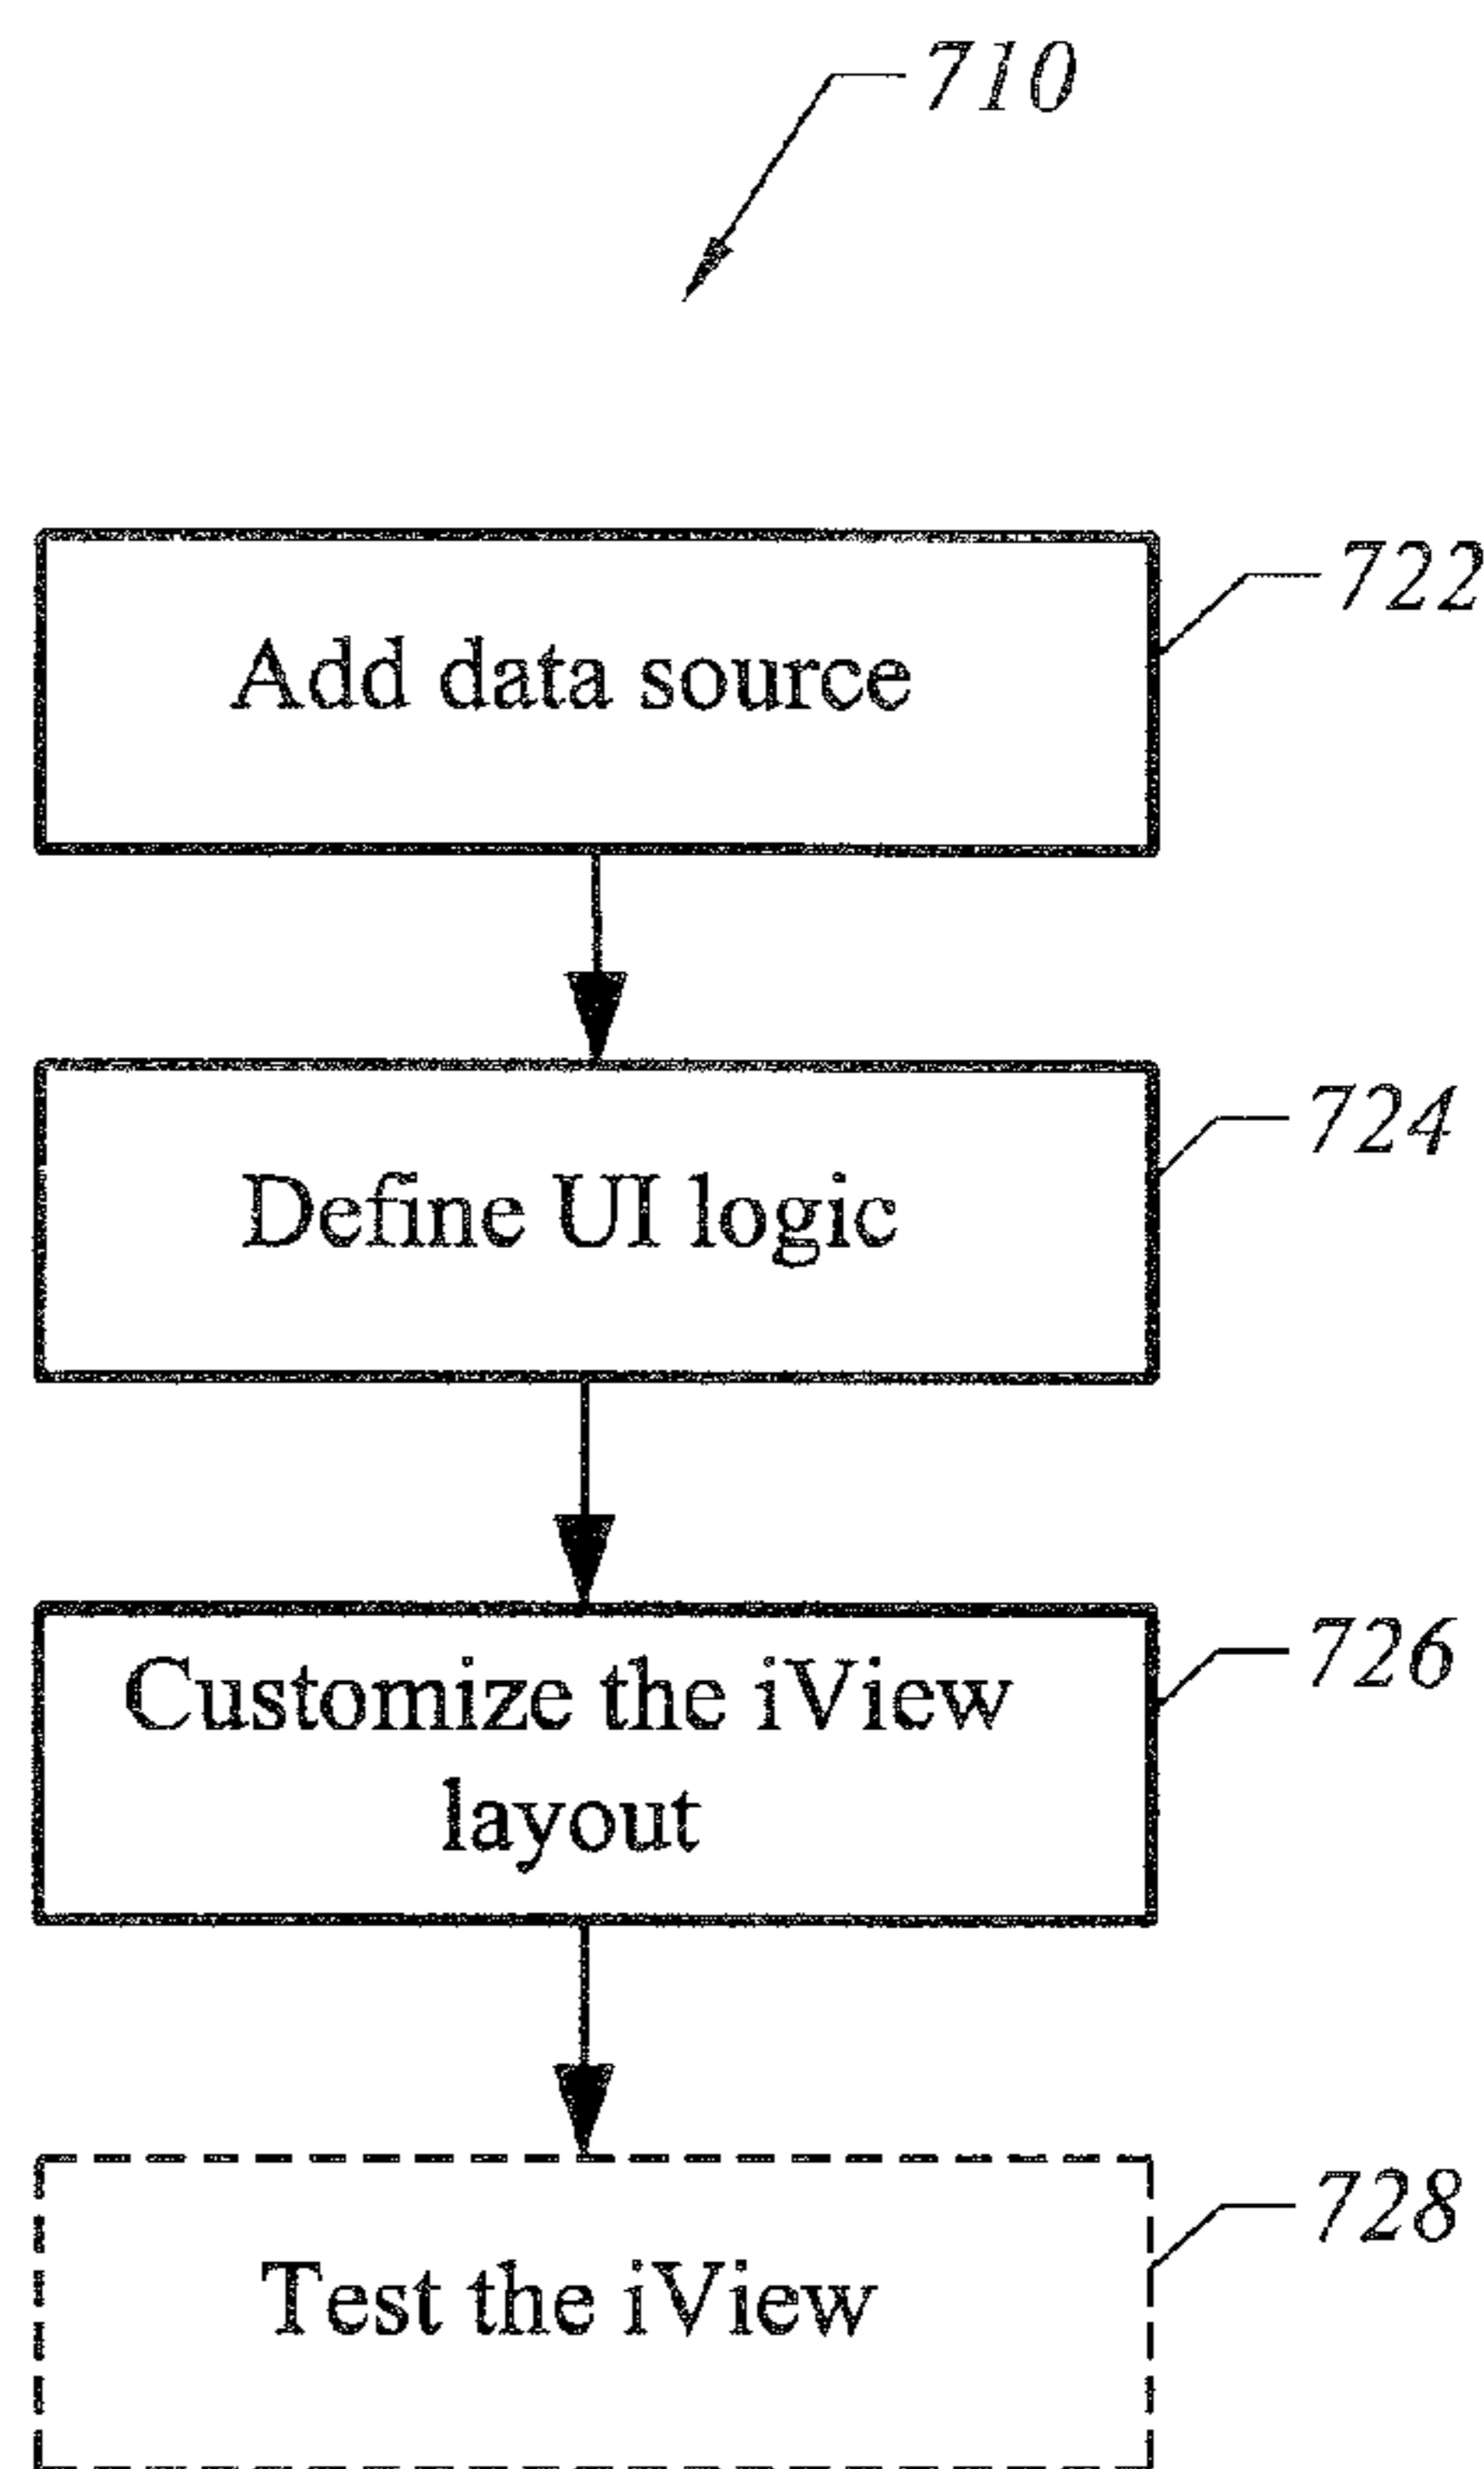 710
Add data source
722
Define UI logic
724
Customize the iView
layout
726
Test the iView
728